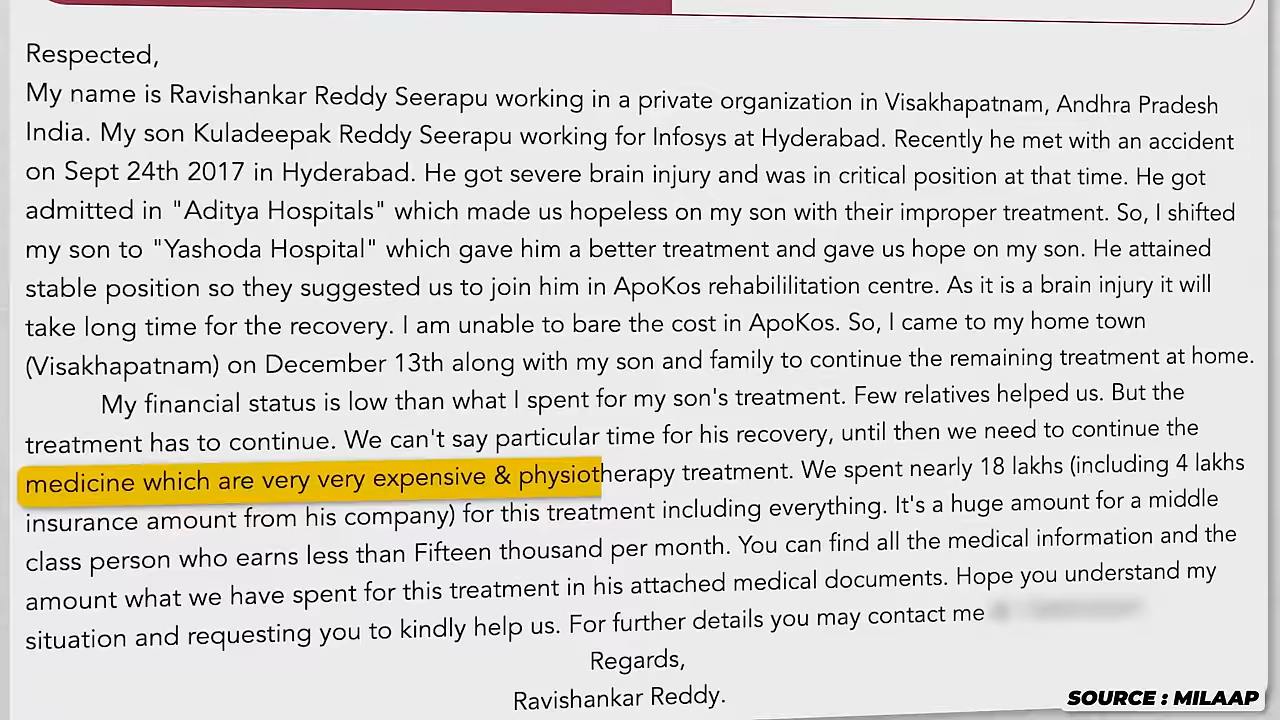 Respected,
My name is Ravishankar Reddy Seerapu working in a private organization in Visakhapatnam, Andhra Pradesh
India. My son Kuladeepak Reddy Seerapu working for Infosys at Hyderabad. Recently he met with an accident
on Sept 24th 2017 in Hyderabad. He got severe brain injury and was in critical position at that time. He got
admitted in "Aditya Hospitals" which made us hopeless on my son with their improper treatment. So, I shifted
my son to "Yashoda Hospital" which gave him a better treatment and gave us hope on my son. He attained
stable position so they suggested us to join him in ApoKos rehabililitation centre. As it is a brain injury it will
take long time for the recovery. I am unable to bare the cost in ApoKos. So, I came to my home town
(Visakhapatnam) on December 13th along with my son and family to continue the remaining treatment at home.
My financial status is low than what I spent for my son's treatment. Few relatives helped us. But the
treatment has to continue. We can't say particular time for his recovery, until then we need to continue the
medicine which are very very expensive & physiotherapy treatment. We spent nearly 18 lakhs (including 4 lakhs
insurance amount from his company) for this treatment including everything. It's a huge amount for a middle
class person who earns less than Fifteen thousand per month. You can find all the medical information and the
amount what we have spent for this treatment in his attached medical documents. Hope you understand my
situation and requesting you to kindly help us. For further details you may contact me
Regards,
Ravishankar Reddy.
SOURCE : MILAAP